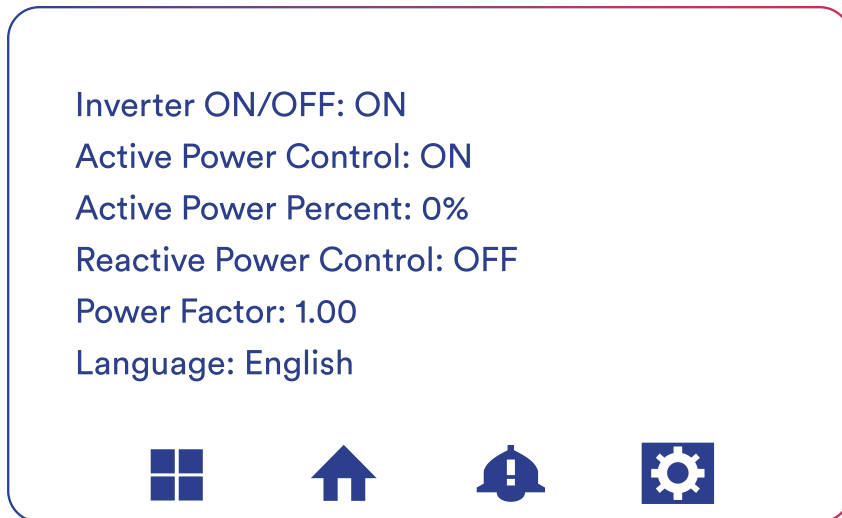 Inverter ON/OFF: ON
Active Power Control: ON
Active Power Percent: 0%
Reactive Power Control: OFF
Power Factor: 1.00
Language: English